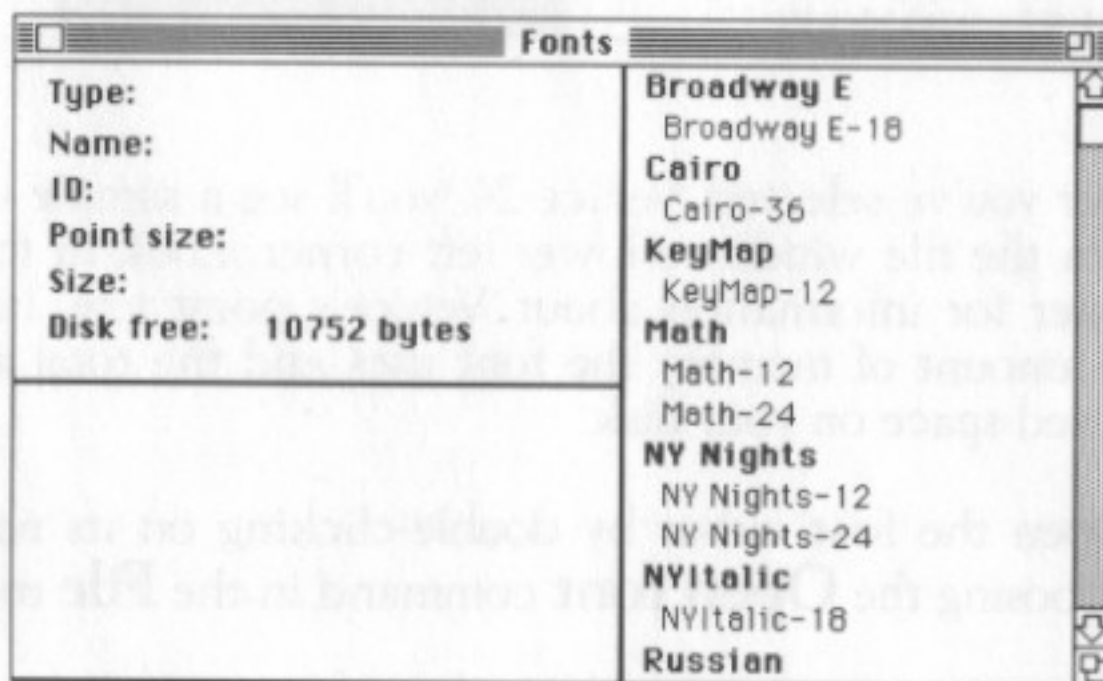 Fonts
Type:
Name:
ID:
Point size:
Size:
Disk free: 10752 bytes
Broadway E
Broadway E-18
Cairo
Cairo-36
KeyMap
KeyMap-12
Math
Math-12
Math-24
NY Nights
NY Nights-12
NY Nights-24
NYItalic
NYItalic-18
Russian